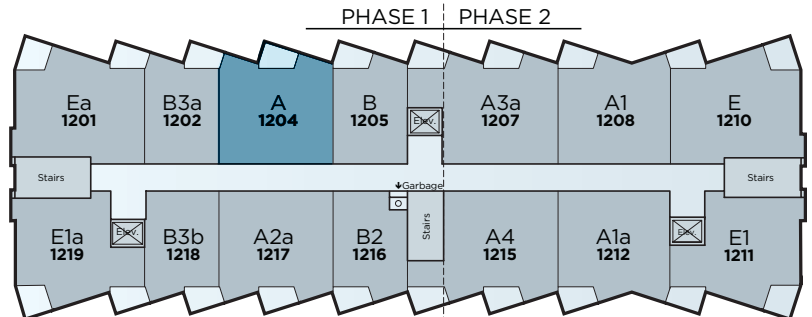 PHASE 1 PHASE 2
Ea B3a A B A3a A1 E
1201 1202 1204 1205 Elev. 1207 1208 1210
Stairs Stairs
Garbage
E1a Elev. B3b A2a B2 Stairs A4 A1a Elev. E1
1219 1218 1217 1216 1215 1212 1211